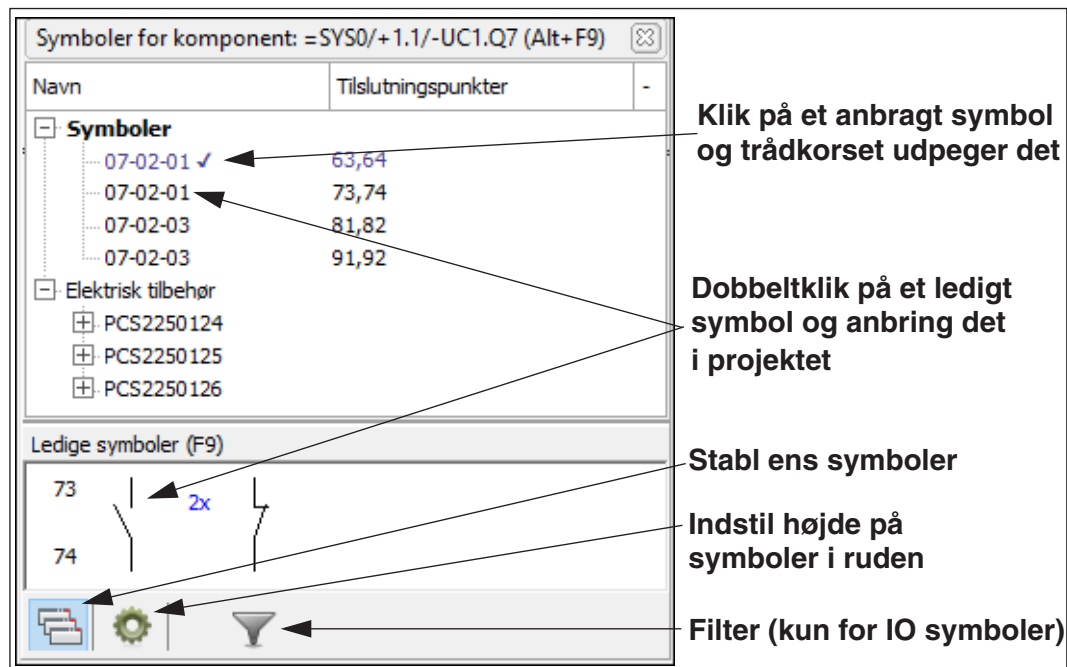 Symboler for komponent: =SYS0/+1.1/-UC1.Q7 (Alt+F9)
Navn Tilslutningspunkter -
Symboler
07-02-01 ✓ 63,64
07-02-01 73,74
07-02-03 81,82
07-02-03 91,92
Elektrisk tilbehør
PCS2250124
PCS2250125
PCS2250126
Ledige symboler (F9)
73
2x
74
Klik på et anbragt symbol
og trådkorset udpeger det
Dobbeltklik på et ledigt
symbol og anbring det
i projektet
Stabl ens symboler
Indstil højde på
symboler i ruden
Filter (kun for IO symboler)